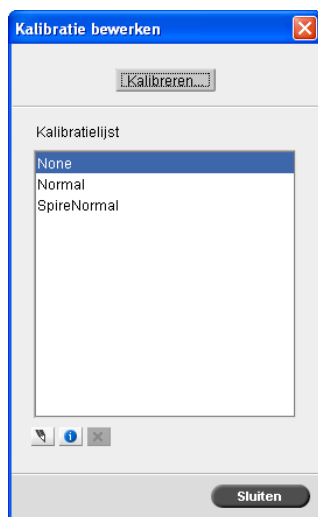 Kalibratie bewerken
Kalibreren...
Kalibratielijst
None
Normal
SpireNormal
Sluiten